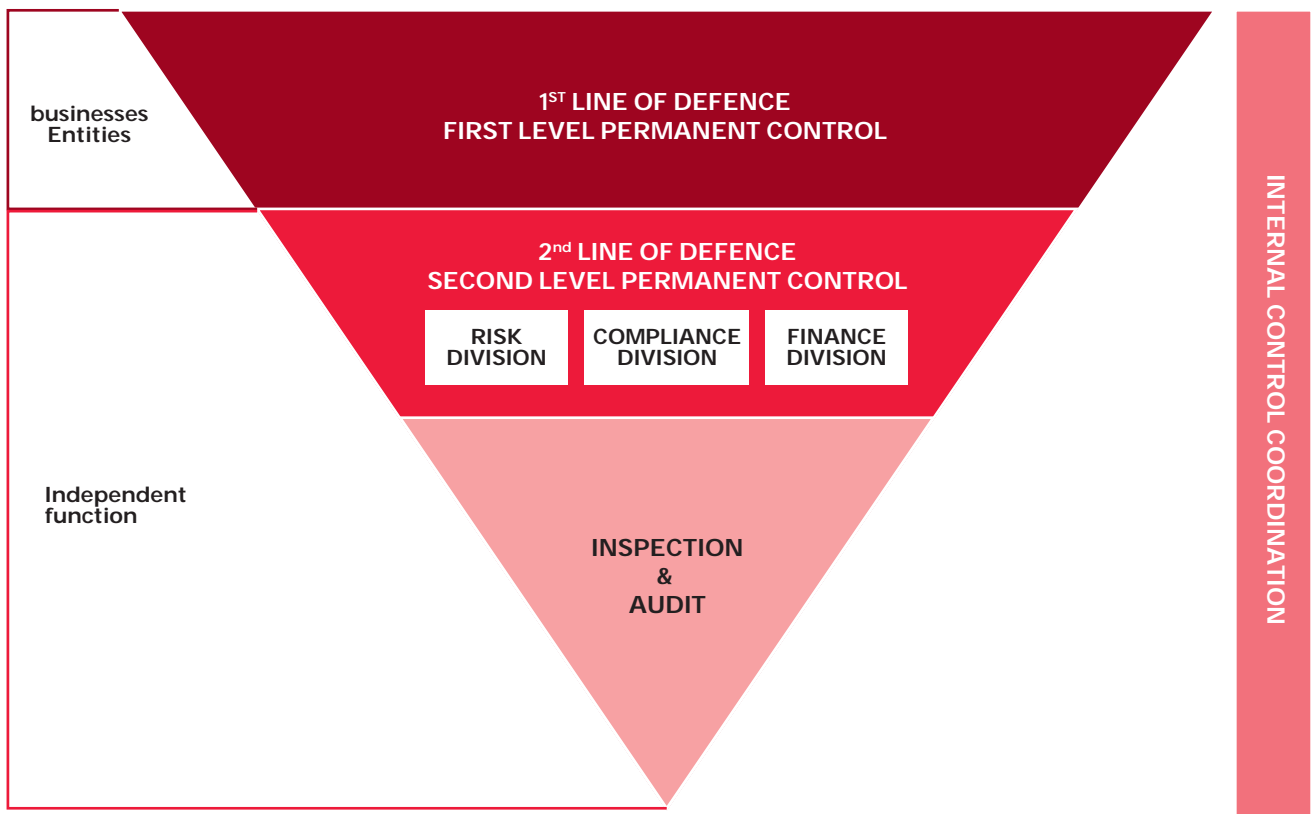 businesses
Entities
1ST LINE OF DEFENCE
FIRST LEVEL PERMANENT CONTROL
2nd LINE OF DEFENCE
SECOND LEVEL PERMANENT CONTROL
RISK
DIVISION
COMPLIANCE
DIVISION
FINANCE
DIVISION
Independent
function
INSPECTION
&
AUDIT
INTERNAL CONTROL COORDINATION